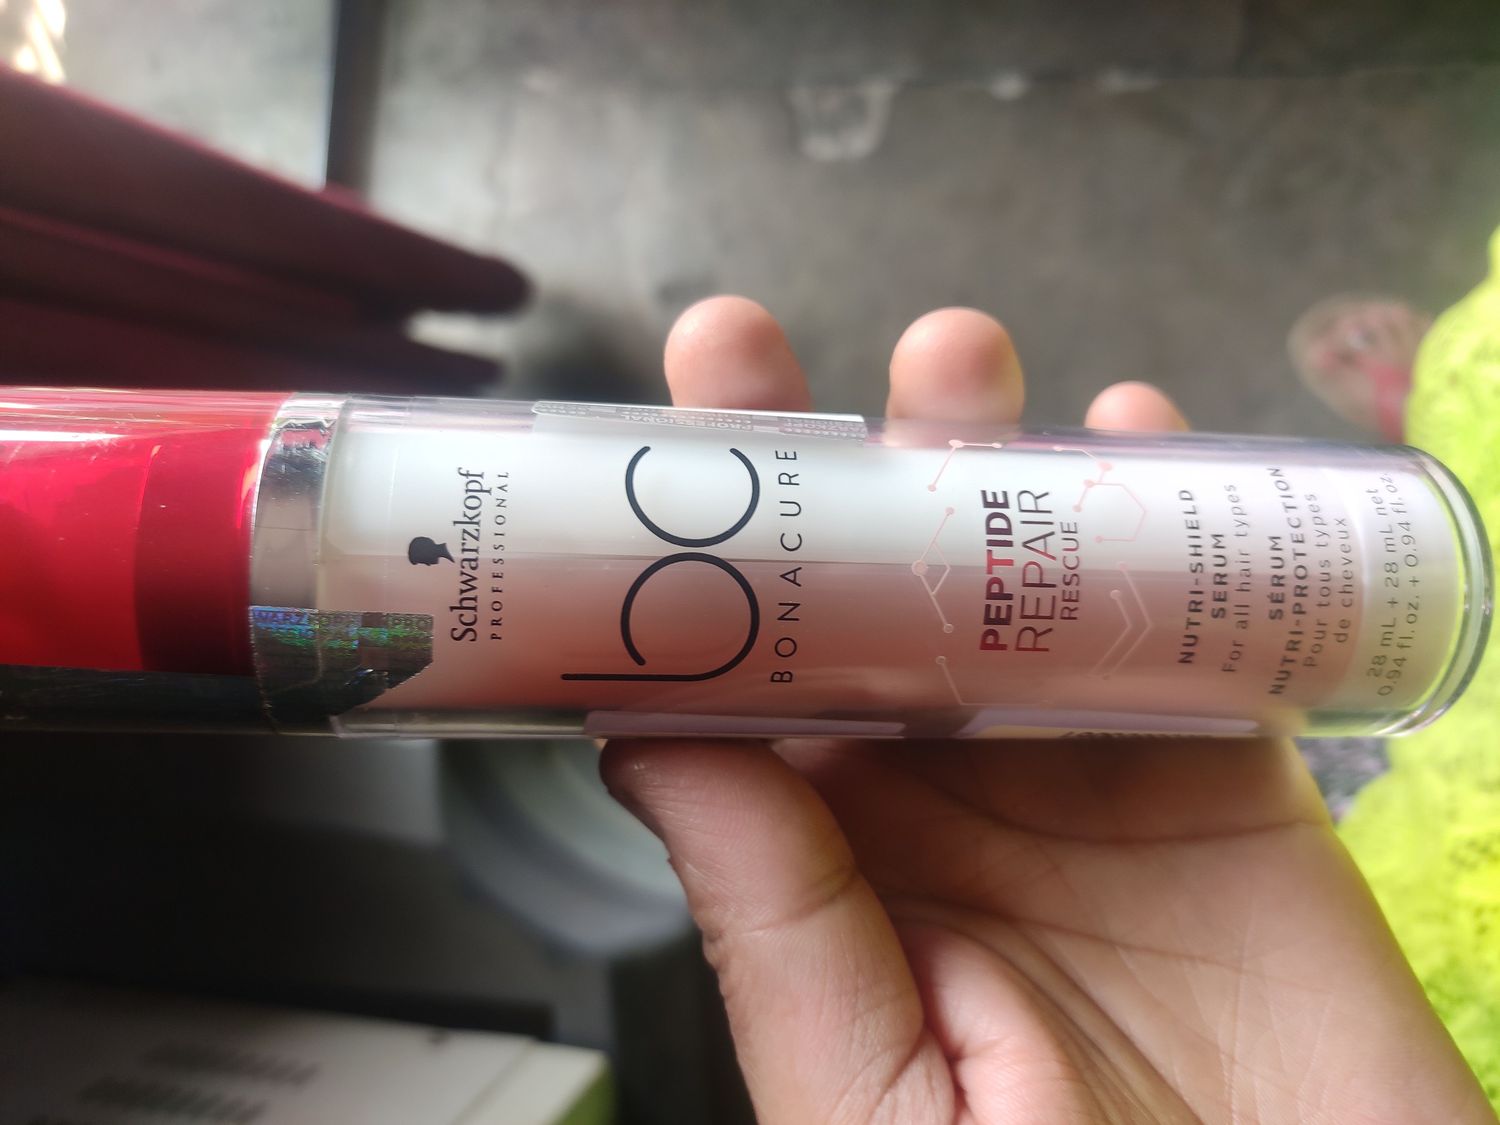 Schwarzkopf
PROFESSIONAL
bc
BONACURE
PEPTIDE
REPAIR
RESCUE
NUTRI-SHIELD
SERUM
For all hair types
SÉRUM
NUTRI-PROTECTION
Pour tous types
de cheveux
28 mL + 28 mL net
0.94 fl.oz. + 0.94 fl.oz.